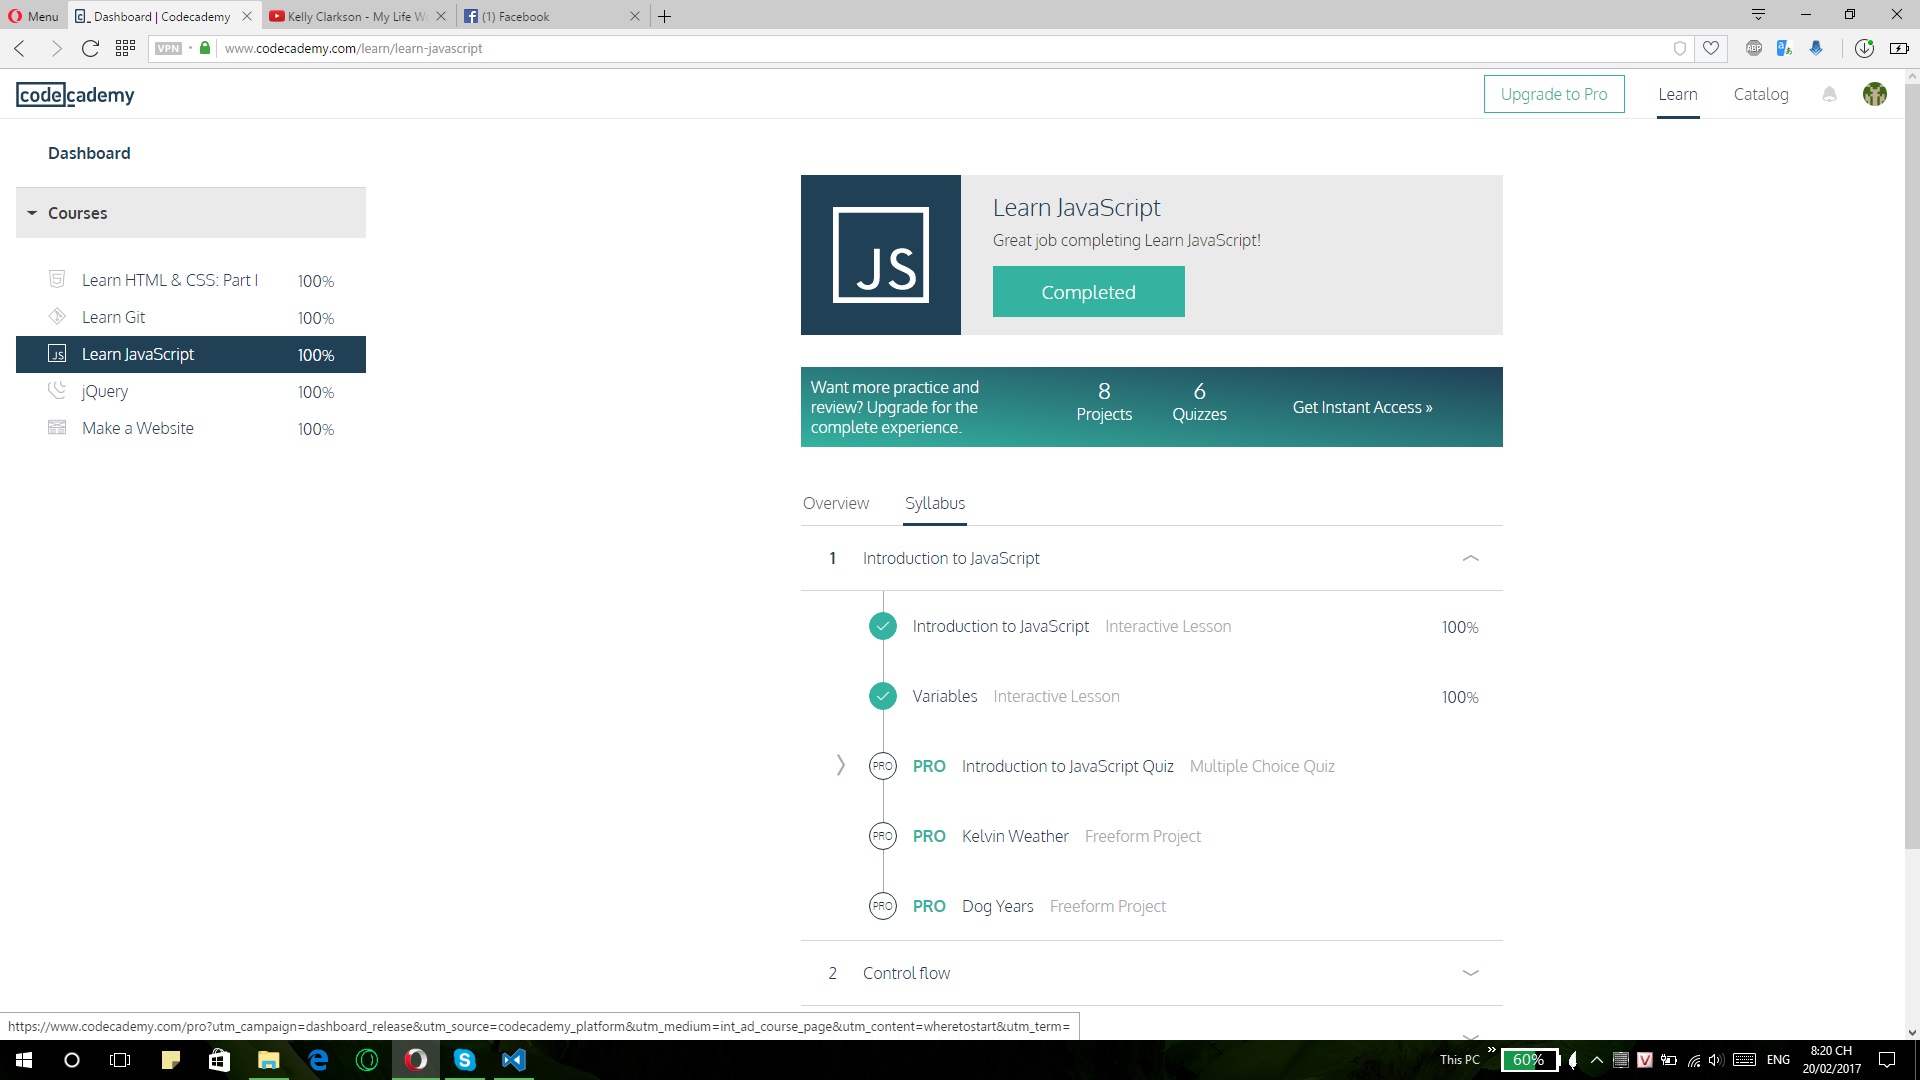 Menu
Dashboard | Codecademy
Kelly Clarkson - My Life W
(1) Facebook
VPN
www.codecademy.com/learn/learn-javascript
ABP
codecademy
Upgrade to Pro
Learn
Catalog
Dashboard
Courses
Learn HTML & CSS: Part I 100%
Learn Git 100%
JS Learn JavaScript 100%
jQuery 100%
Make a Website 100%
JS
Learn JavaScript
Great job completing Learn JavaScript!
Completed
Want more practice and
review? Upgrade for the
complete experience.
8
Projects
6
Quizzes
Get Instant Access »
Overview
Syllabus
1 Introduction to JavaScript
Introduction to JavaScript Interactive Lesson 100%
Variables Interactive Lesson 100%
PRO PRO Introduction to JavaScript Quiz Multiple Choice Quiz
PRO PRO Kelvin Weather Freeform Project
PRO PRO Dog Years Freeform Project
2 Control flow
https://www.codecademy.com/pro?utm_campaign=dashboard_release&utm_source=codecademy_platform&utm_medium=int_ad_course_page&utm_content=wheretostart&utm_term=
This PC
60%
ENG
8:20 CH
20/02/2017